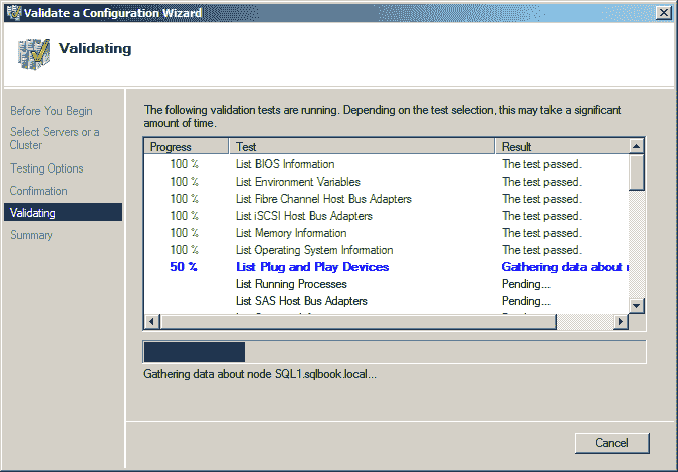 Validate a Configuration Wizard
Validating
Before You Begin
Select Servers or a
Cluster
Testing Options
Confirmation
Validating
Summary
The following validation tests are running. Depending on the test selection, this may take a significant
amount of time.
Progress Test Result
100 % List BIOS Information The test passed.
100 % List Environment Variables The test passed.
100 % List Fibre Channel Host Bus Adapters The test passed.
100 % List iSCSI Host Bus Adapters The test passed.
100 % List Memory Information The test passed.
100 % List Operating System Information The test passed.
50 % List Plug and Play Devices Gathering data about
List Running Processes Pending...
List SAS Host Bus Adapters Pending...
Gathering data about node SQL1.sqlbook.local...
Cancel